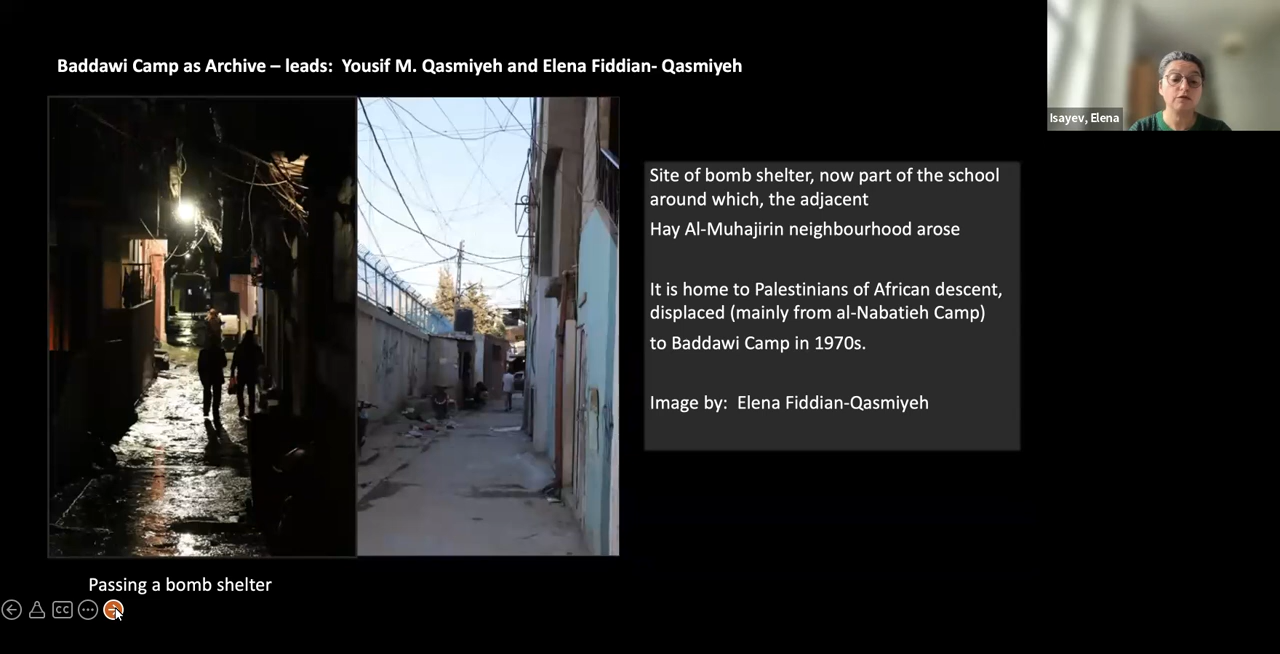 Baddawi Camp as Archive – leads:  Yousif M. Qasmiyeh and Elena Fiddian- Qasmiyeh
Isayev, Elena
Site of bomb shelter, now part of the school
around which, the adjacent
Hay Al-Muhajirin neighbourhood arose
It is home to Palestinians of African descent,
displaced (mainly from al-Nabatieh Camp)
to Baddawi Camp in 1970s.
Image by:  Elena Fiddian-Qasmiyeh
Passing a bomb shelter
CC